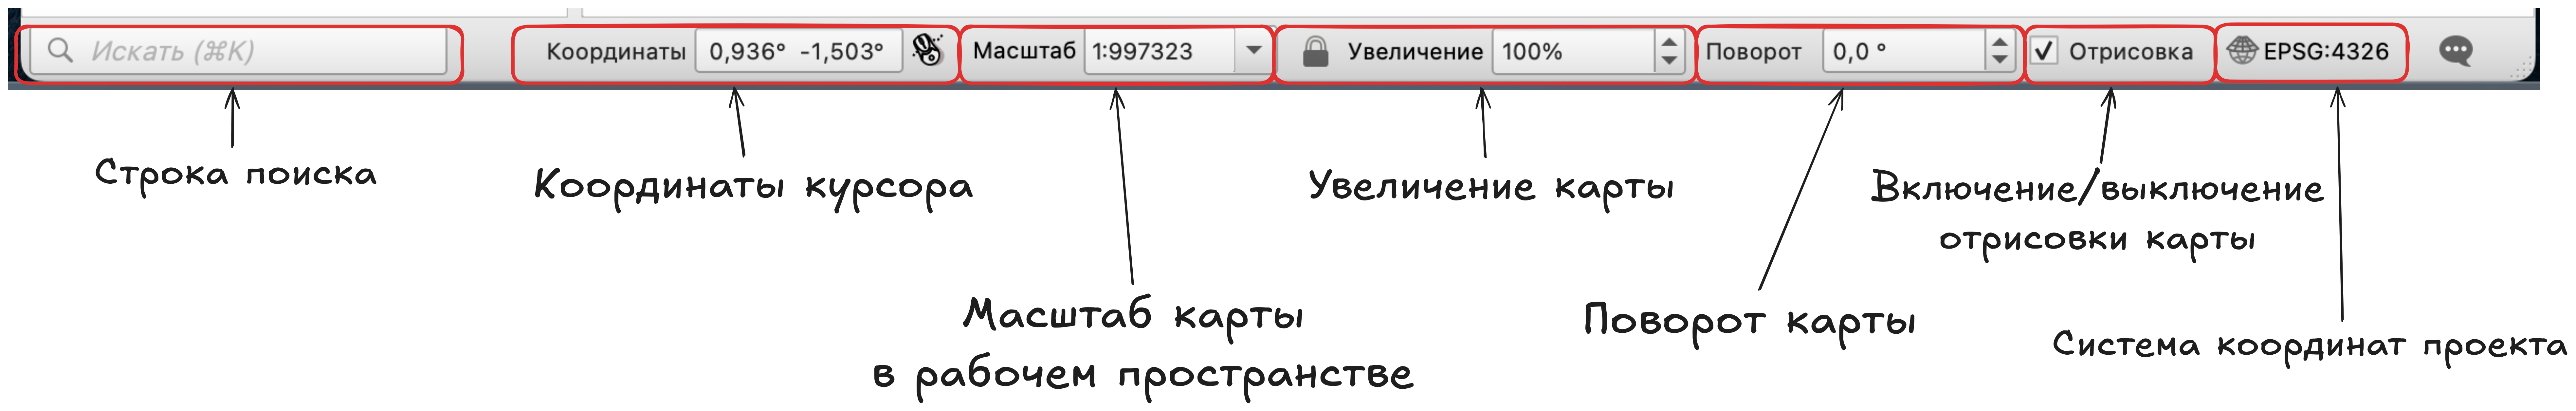 Искать (⌘K)
Координаты 0,936° -1,503°
Масштаб 1:997323
Увеличение 100%
Поворот 0,0 °
Отрисовка
EPSG:4326
Строка поиска
Координаты курсора
Масштаб карты
в рабочем пространстве
Увеличение карты
Поворот карты
Включение/выключение
отрисовки карты
Система координат проекта